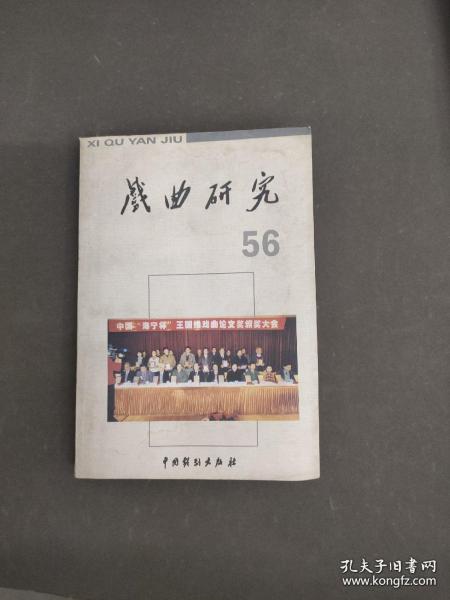 XI QU YAN JIU
戲曲研究
56
中国·“海宁杯”王国维戏曲论文奖颁奖大会
中国戏剧出版社
孔夫子旧书网
www.kongfz.com